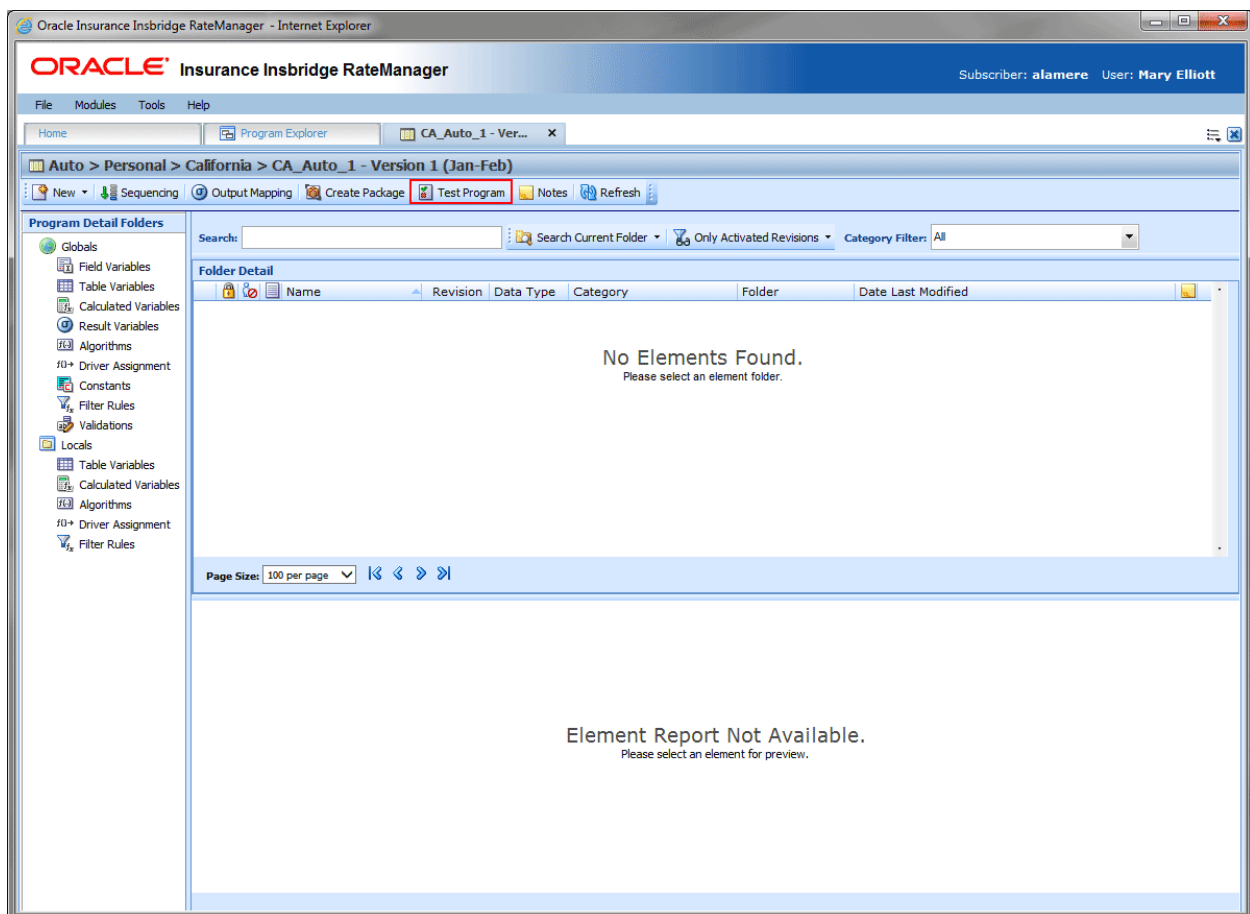 Oracle Insurance Insbridge RateManager - Internet Explorer
ORACLE Insurance Insbridge RateManager
Subscriber: alamere User: Mary Elliott
File Modules Tools Help
Home Program Explorer CA_Auto_1 - Ver... X
Auto > Personal > California > CA_Auto_1 - Version 1 (Jan-Feb)
New Sequencing Output Mapping Create Package Test Program Notes Refresh
Program Detail Folders
Globals
Field Variables
Table Variables
Calculated Variables
Result Variables
Algorithms
Driver Assignment
Constants
Filter Rules
Validations
Locals
Table Variables
Calculated Variables
Algorithms
Driver Assignment
Filter Rules
Search: Search Current Folder Only Activated Revisions Category Filter: All
Folder Detail
Name Revision Data Type Category Folder Date Last Modified
No Elements Found.
Please select an element folder.
Page Size: 100 per page
Element Report Not Available.
Please select an element for preview.